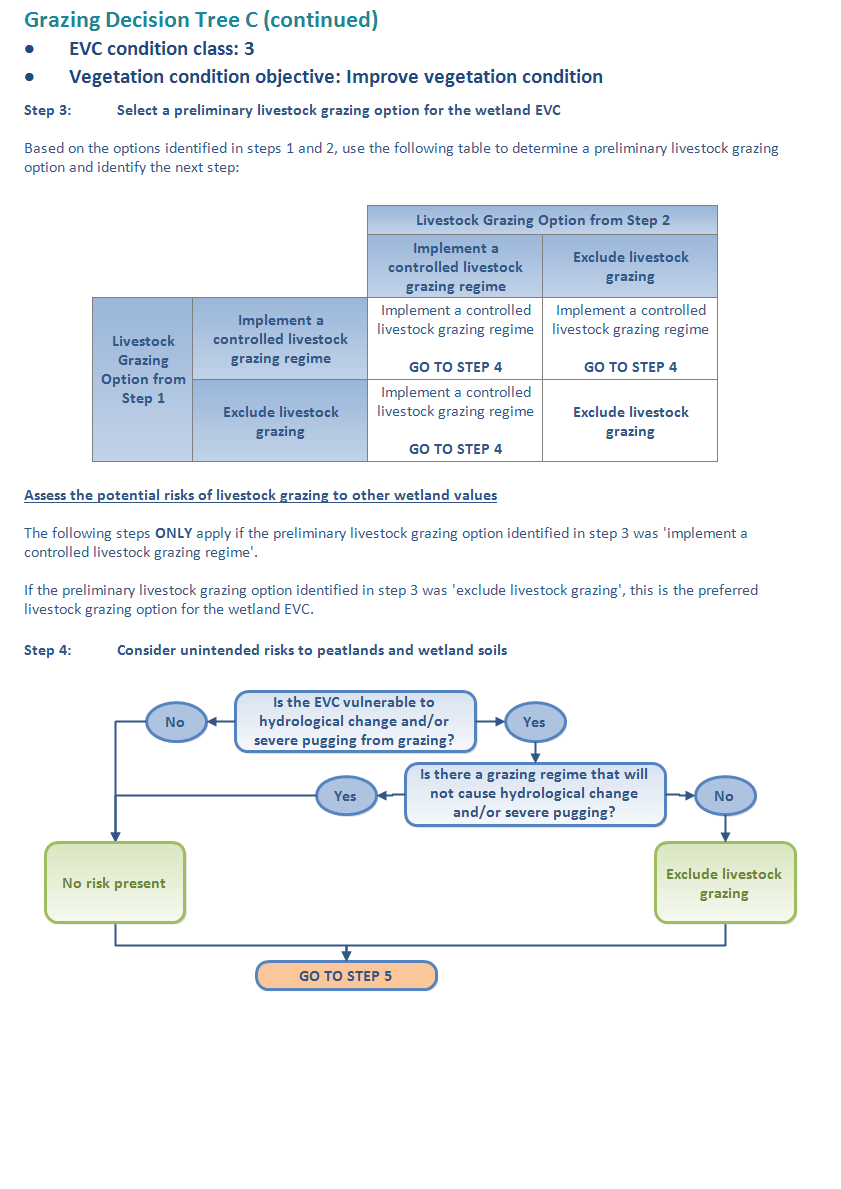 Grazing Decision Tree C (continued)
• EVC condition class: 3
• Vegetation condition objective: Improve vegetation condition
Step 3: Select a preliminary livestock grazing option for the wetland EVC
Based on the options identified in steps 1 and 2, use the following table to determine a preliminary livestock grazing
option and identify the next step:
Livestock Grazing Option from Step 2
Implement a
controlled livestock
grazing regime
Exclude livestock
grazing
Livestock
Grazing
Option from
Step 1
Implement a
controlled livestock
grazing regime
Implement a controlled
livestock grazing regime
GO TO STEP 4
Implement a controlled
livestock grazing regime
GO TO STEP 4
Exclude livestock
grazing
Implement a controlled
livestock grazing regime
GO TO STEP 4
Exclude livestock
grazing
Assess the potential risks of livestock grazing to other wetland values
The following steps ONLY apply if the preliminary livestock grazing option identified in step 3 was 'implement a
controlled livestock grazing regime'.
If the preliminary livestock grazing option identified in step 3 was 'exclude livestock grazing', this is the preferred
livestock grazing option for the wetland EVC.
Step 4: Consider unintended risks to peatlands and wetland soils
Is the EVC vulnerable to
hydrological change and/or
severe pugging from grazing?
No
Yes
Is there a grazing regime that will
not cause hydrological change
and/or severe pugging?
Yes
No
No risk present
Exclude livestock
grazing
GO TO STEP 5